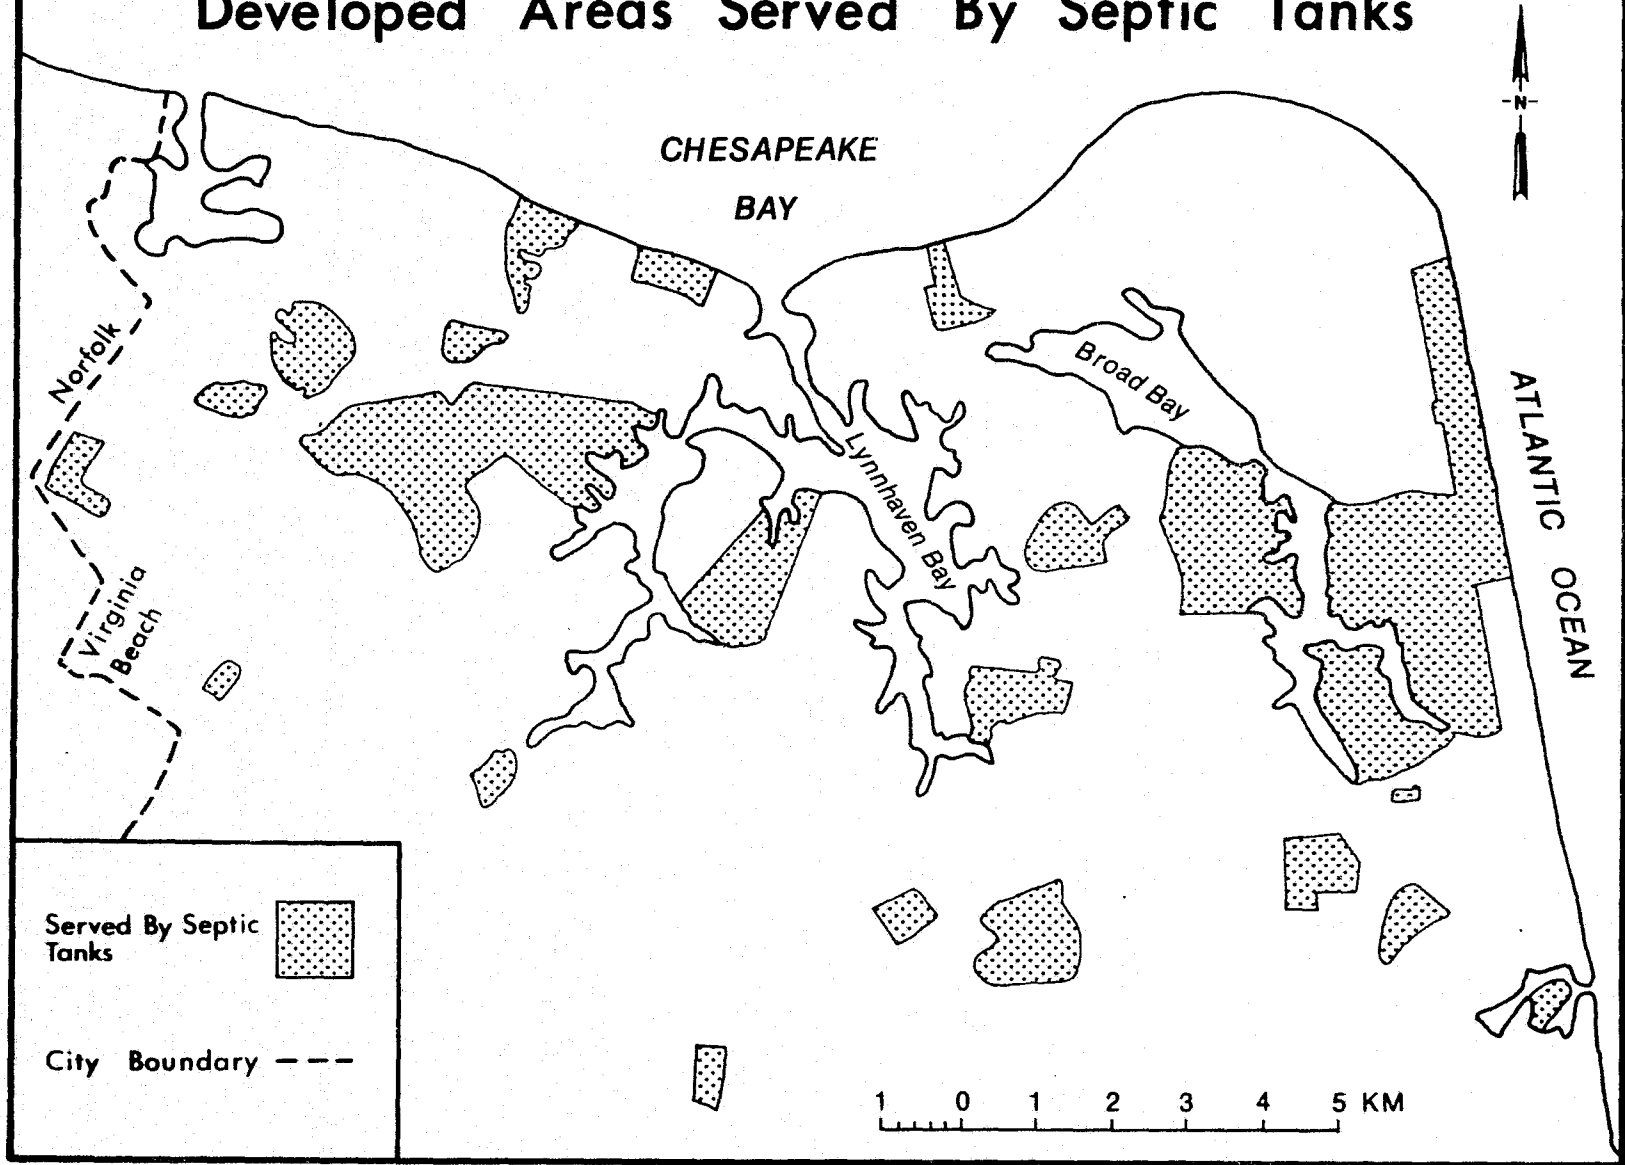 Developed Areas Served By Septic Tanks
-N-
CHESAPEAKE
BAY
Norfolk
Broad Bay
ATLANTIC OCEAN
Lynnhaven Bay
Virginia
Beach
Served By Septic
Tanks
City Boundary
1 0 1 2 3 4 5 KM